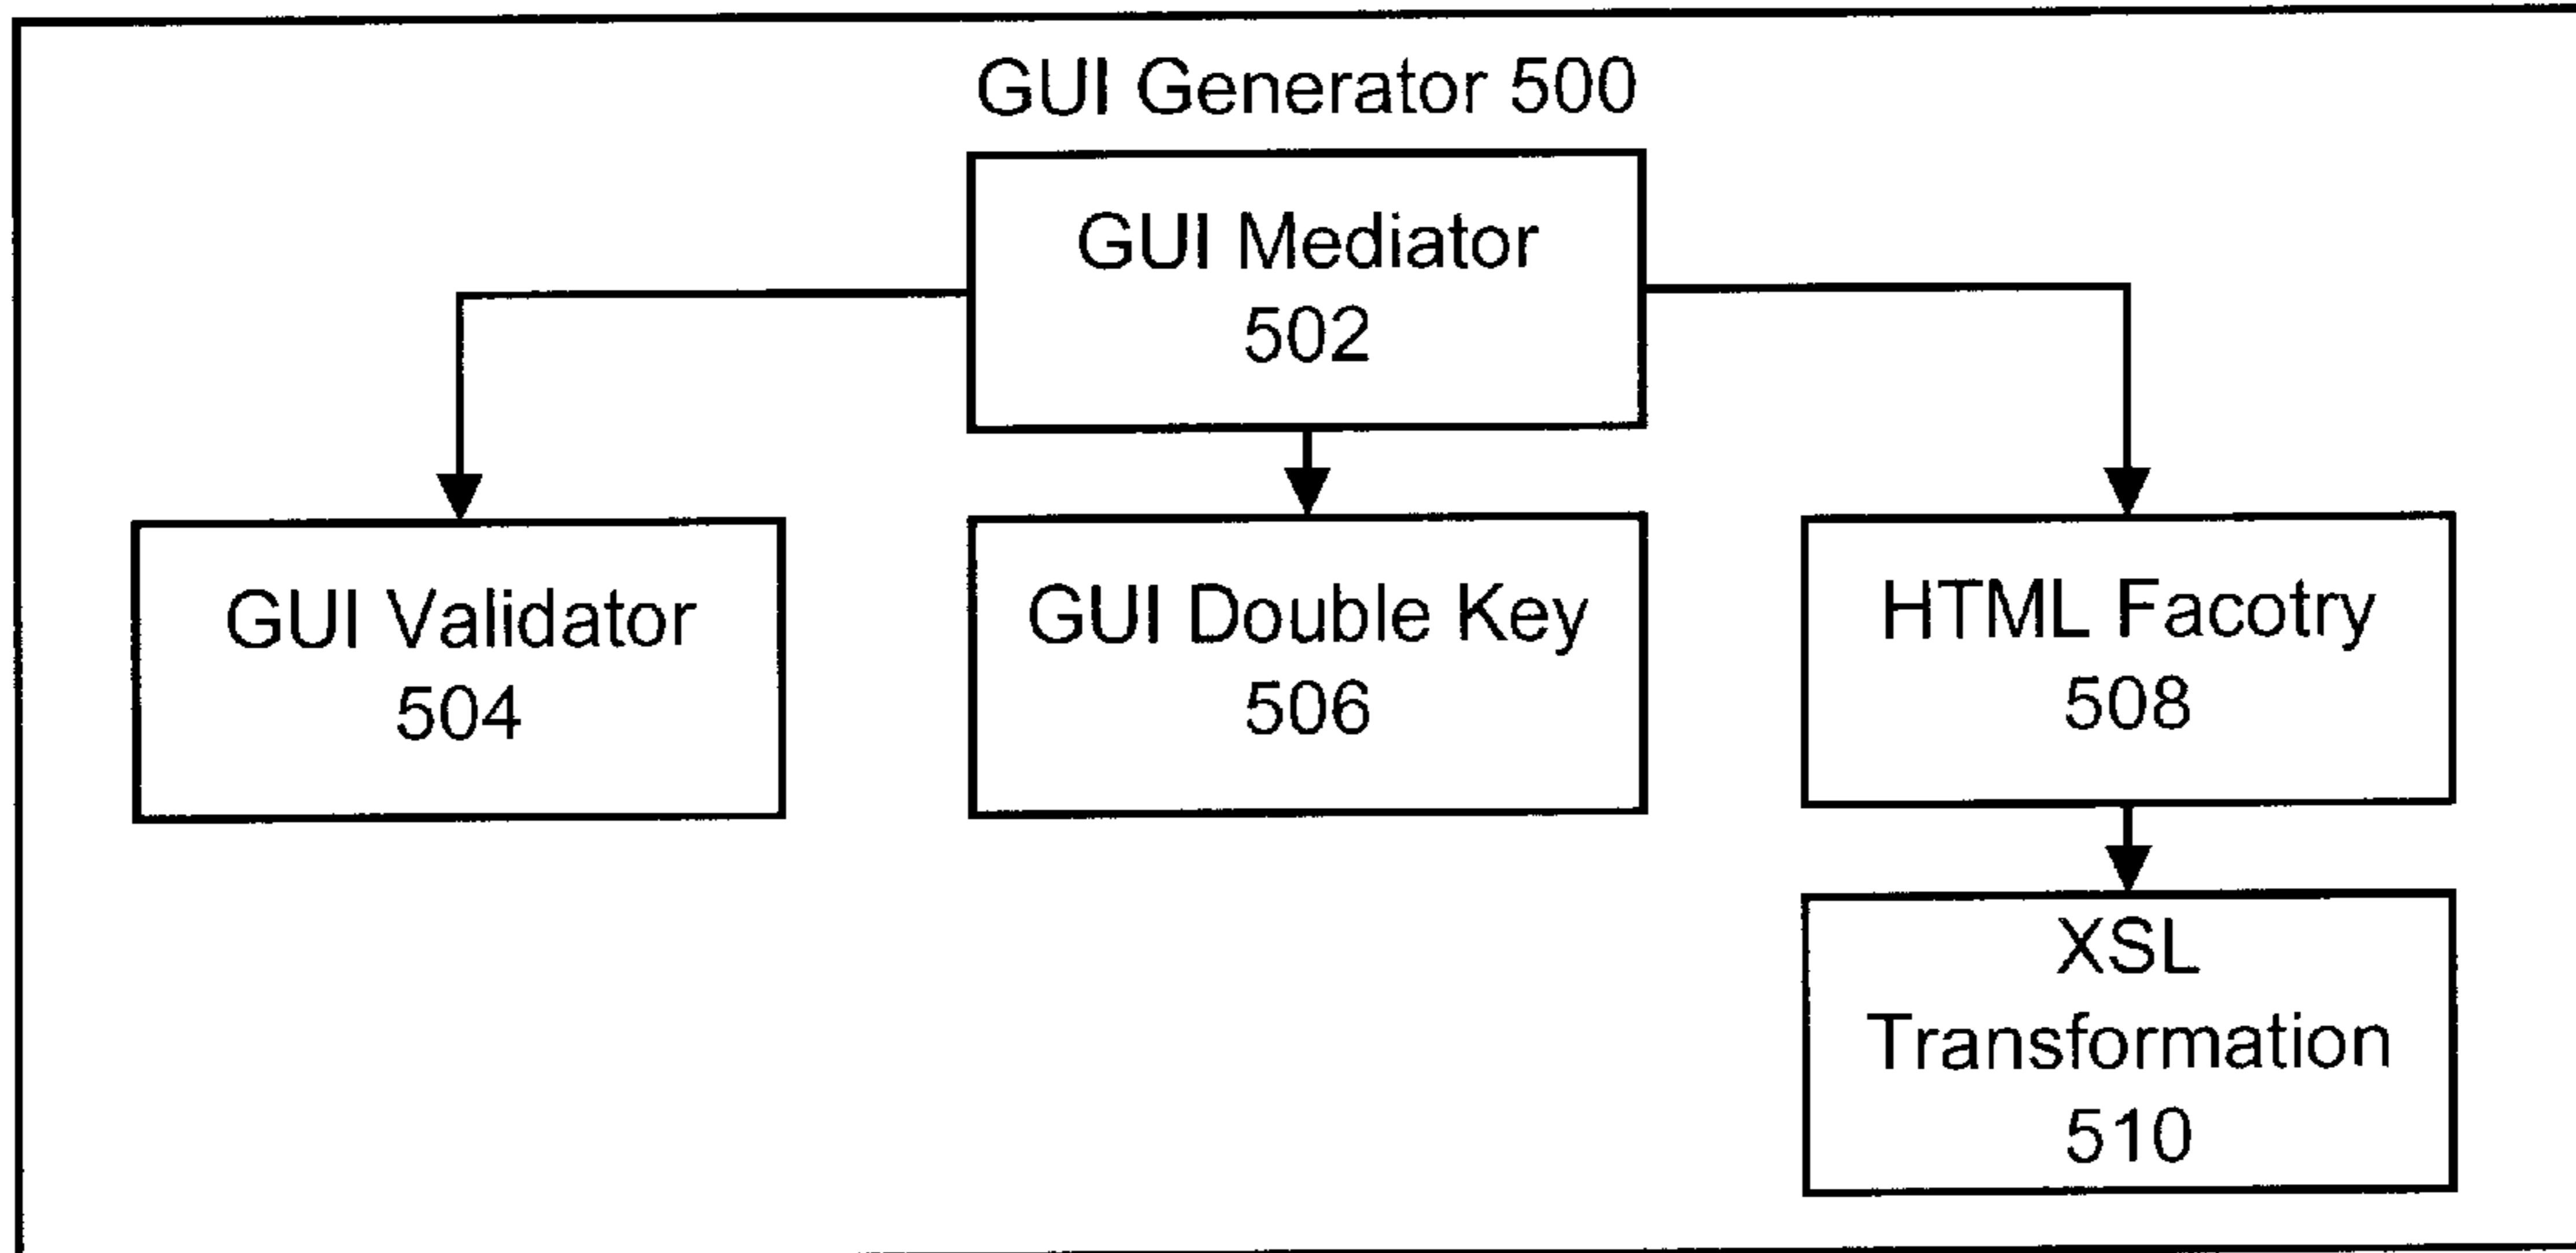 GUI Generator 500
GUI Mediator
502
GUI Validator
504
GUI Double Key
506
HTML Facotry
508
XSL
Transformation
510